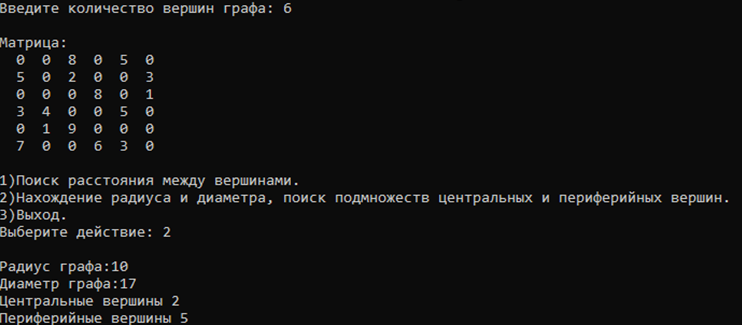 Введите количество вершин графа: 6
Матрица:
0 0 8 0 5 0
5 0 2 0 0 3
0 0 0 8 0 1
3 4 0 0 5 0
0 1 9 0 0 0
7 0 0 6 3 0
1)Поиск расстояния между вершинами.
2)Нахождение радиуса и диаметра, поиск подмножеств центральных и периферийных вершин.
3)Выход.
Выберите действие: 2
Радиус графа:10
Диаметр графа:17
Центральные вершины 2
Периферийные вершины 5